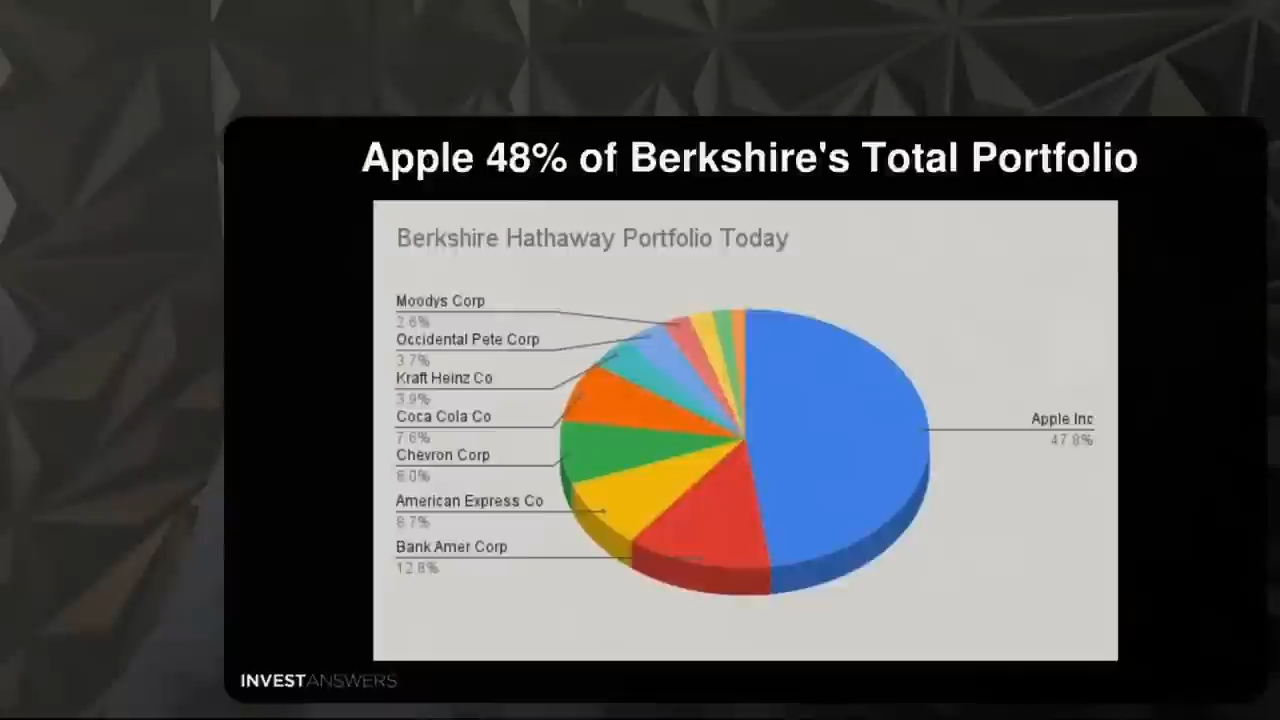 Apple 48% of Berkshire's Total Portfolio
Berkshire Hathaway Portfolio Today
Moodys Corp
2.6%
Occidental Pete Corp
3.7%
Kraft Heinz Co
3.9%
Coca Cola Co
7.6%
Chevron Corp
8.0%
American Express Co
8.7%
Bank Amer Corp
12.8%
Apple Inc
47.8%
INVESTANSWERS